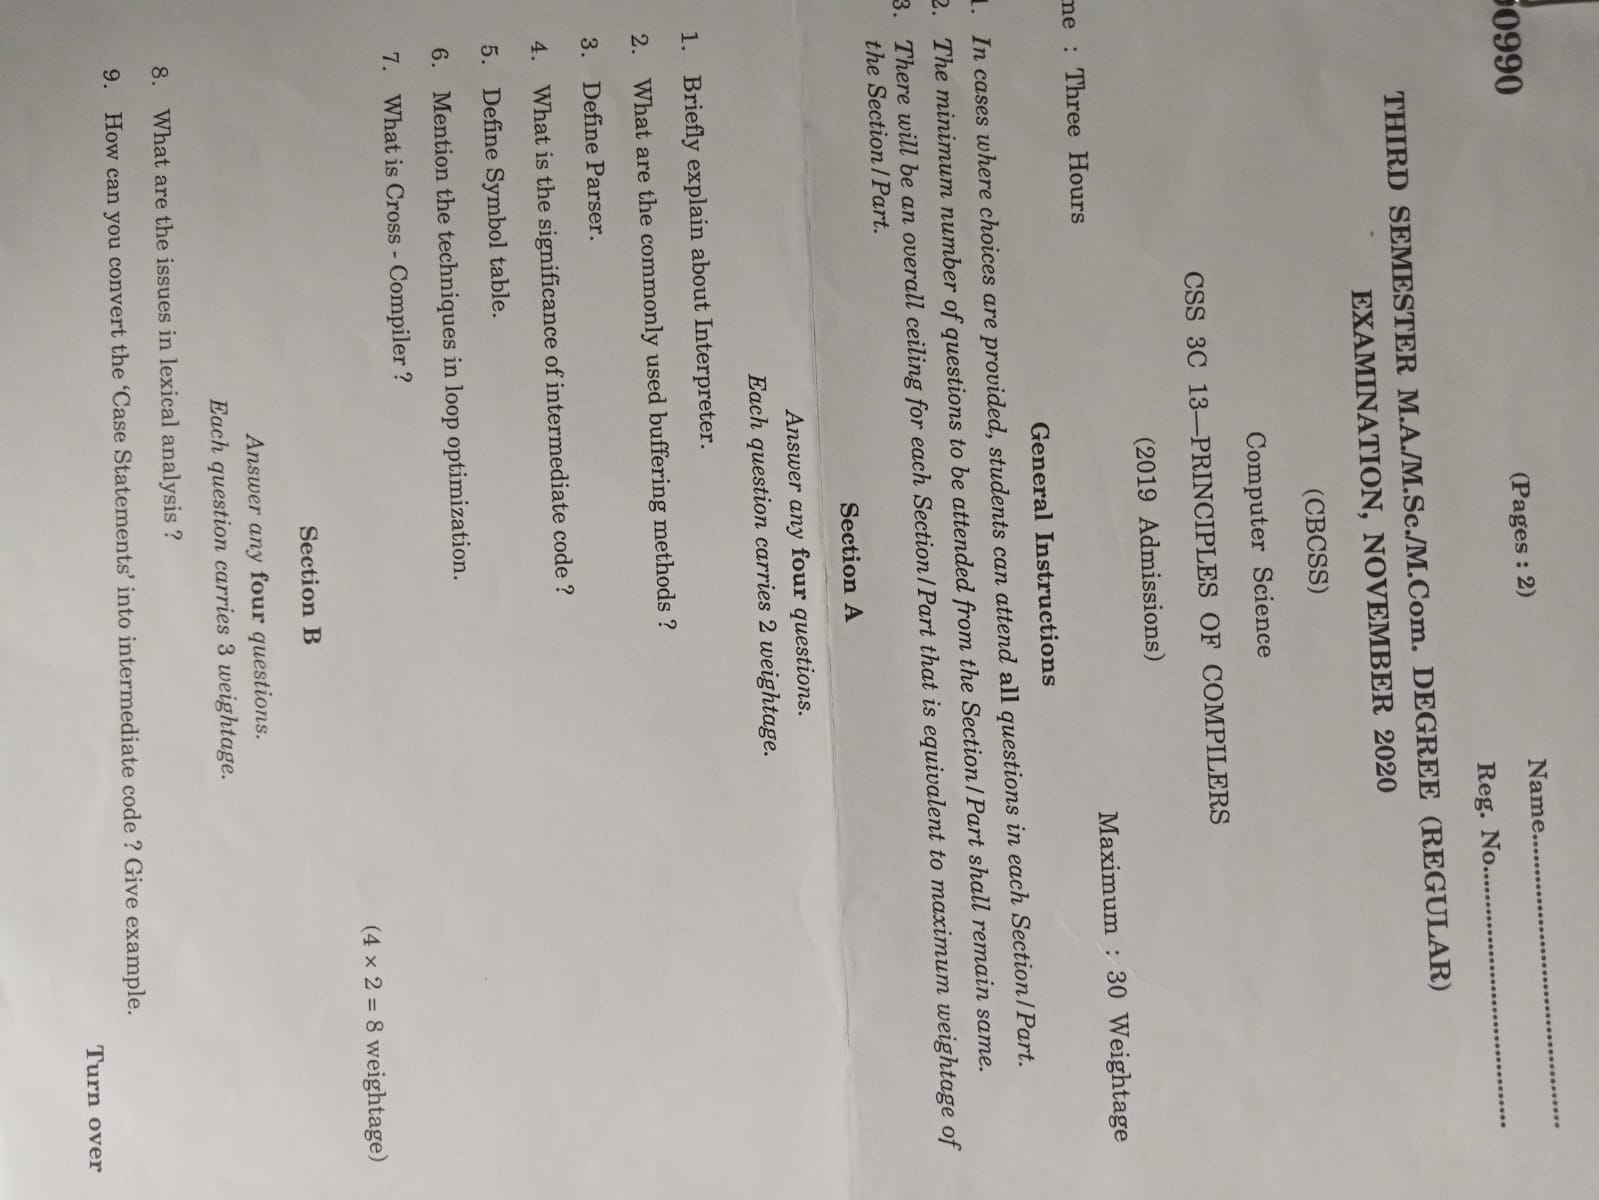 0990
(Pages : 2)
Name........................................
Reg. No....................................
THIRD SEMESTER M.A./M.Sc./M.Com. DEGREE (REGULAR)
EXAMINATION, NOVEMBER 2020
(CBCSS)
Computer Science
CSS 3C 13—PRINCIPLES OF COMPILERS
(2019 Admissions)
me : Three Hours
Maximum : 30 Weightage
General Instructions
1. In cases where choices are provided, students can attend all questions in each Section/Part.
2. The minimum number of questions to be attended from the Section/Part shall remain same.
3. There will be an overall ceiling for each Section/Part that is equivalent to maximum weightage of
the Section/Part.
Section A
Answer any four questions.
Each question carries 2 weightage.
1. Briefly explain about Interpreter.
2. What are the commonly used buffering methods ?
3. Define Parser.
4. What is the significance of intermediate code ?
5. Define Symbol table.
6. Mention the techniques in loop optimization.
7. What is Cross - Compiler ?
(4 × 2 = 8 weightage)
Section B
Answer any four questions.
Each question carries 3 weightage.
8. What are the issues in lexical analysis ?
9. How can you convert the ‘Case Statements’ into intermediate code ? Give example.
Turn over